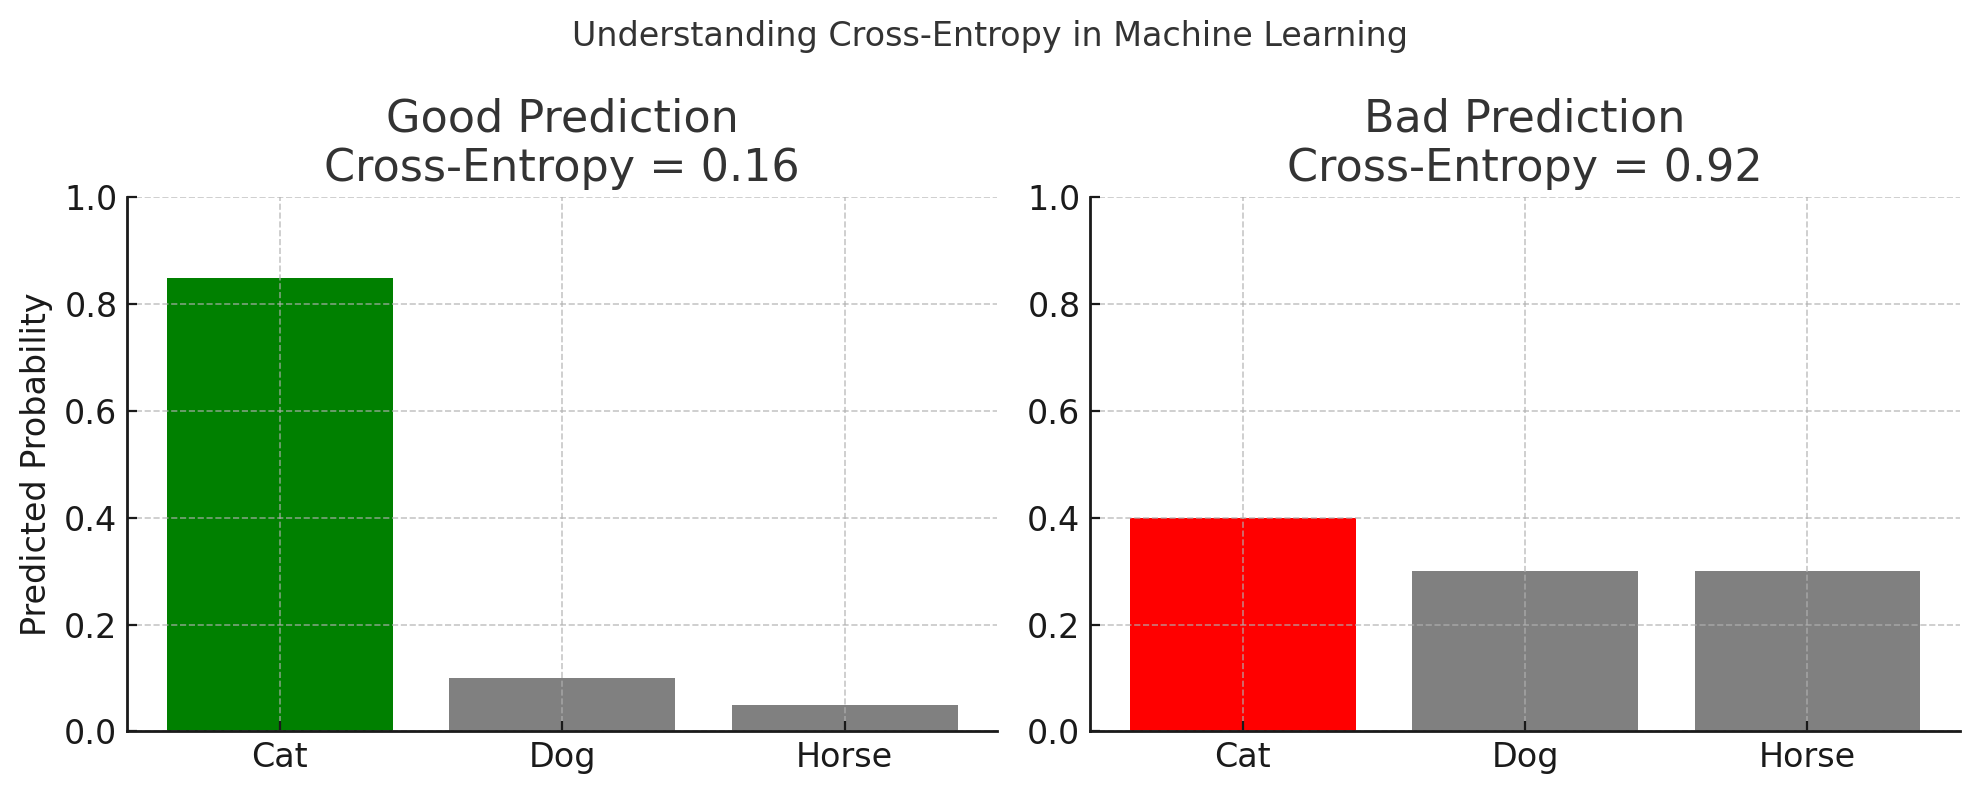 Understanding Cross-Entropy in Machine Learning
Good Prediction
Cross-Entropy = 0.16
Predicted Probability
1.0
0.8
0.6
0.4
0.2
0.0
Cat Dog Horse
Bad Prediction
Cross-Entropy = 0.92
1.0
0.8
0.6
0.4
0.2
0.0
Cat Dog Horse